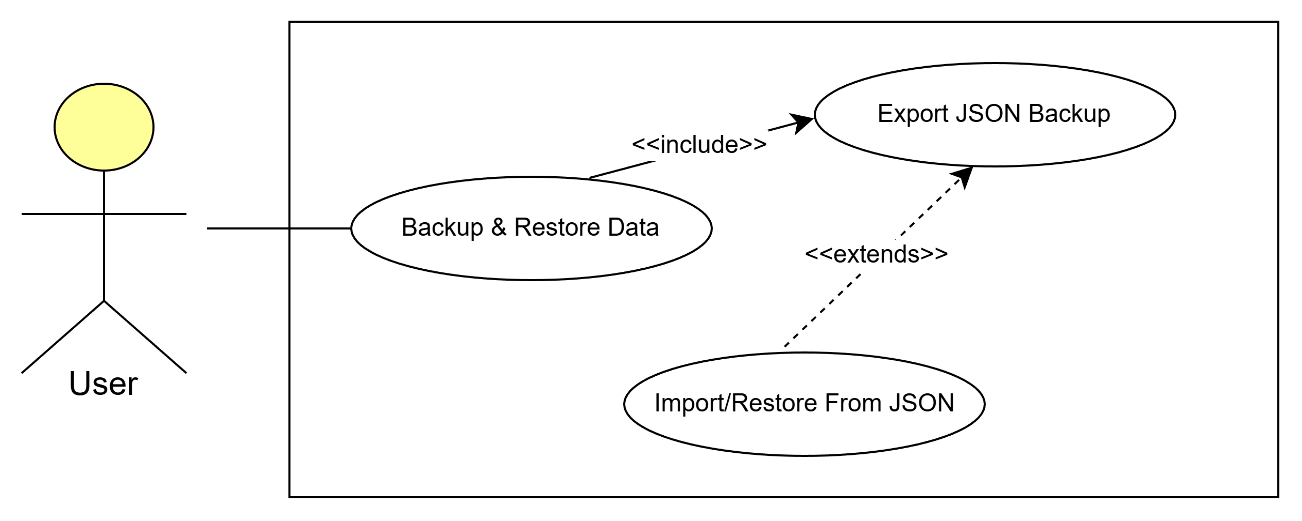 Export JSON Backup
<<include>>
Backup & Restore Data
<<extends>>
User
Import/Restore From JSON